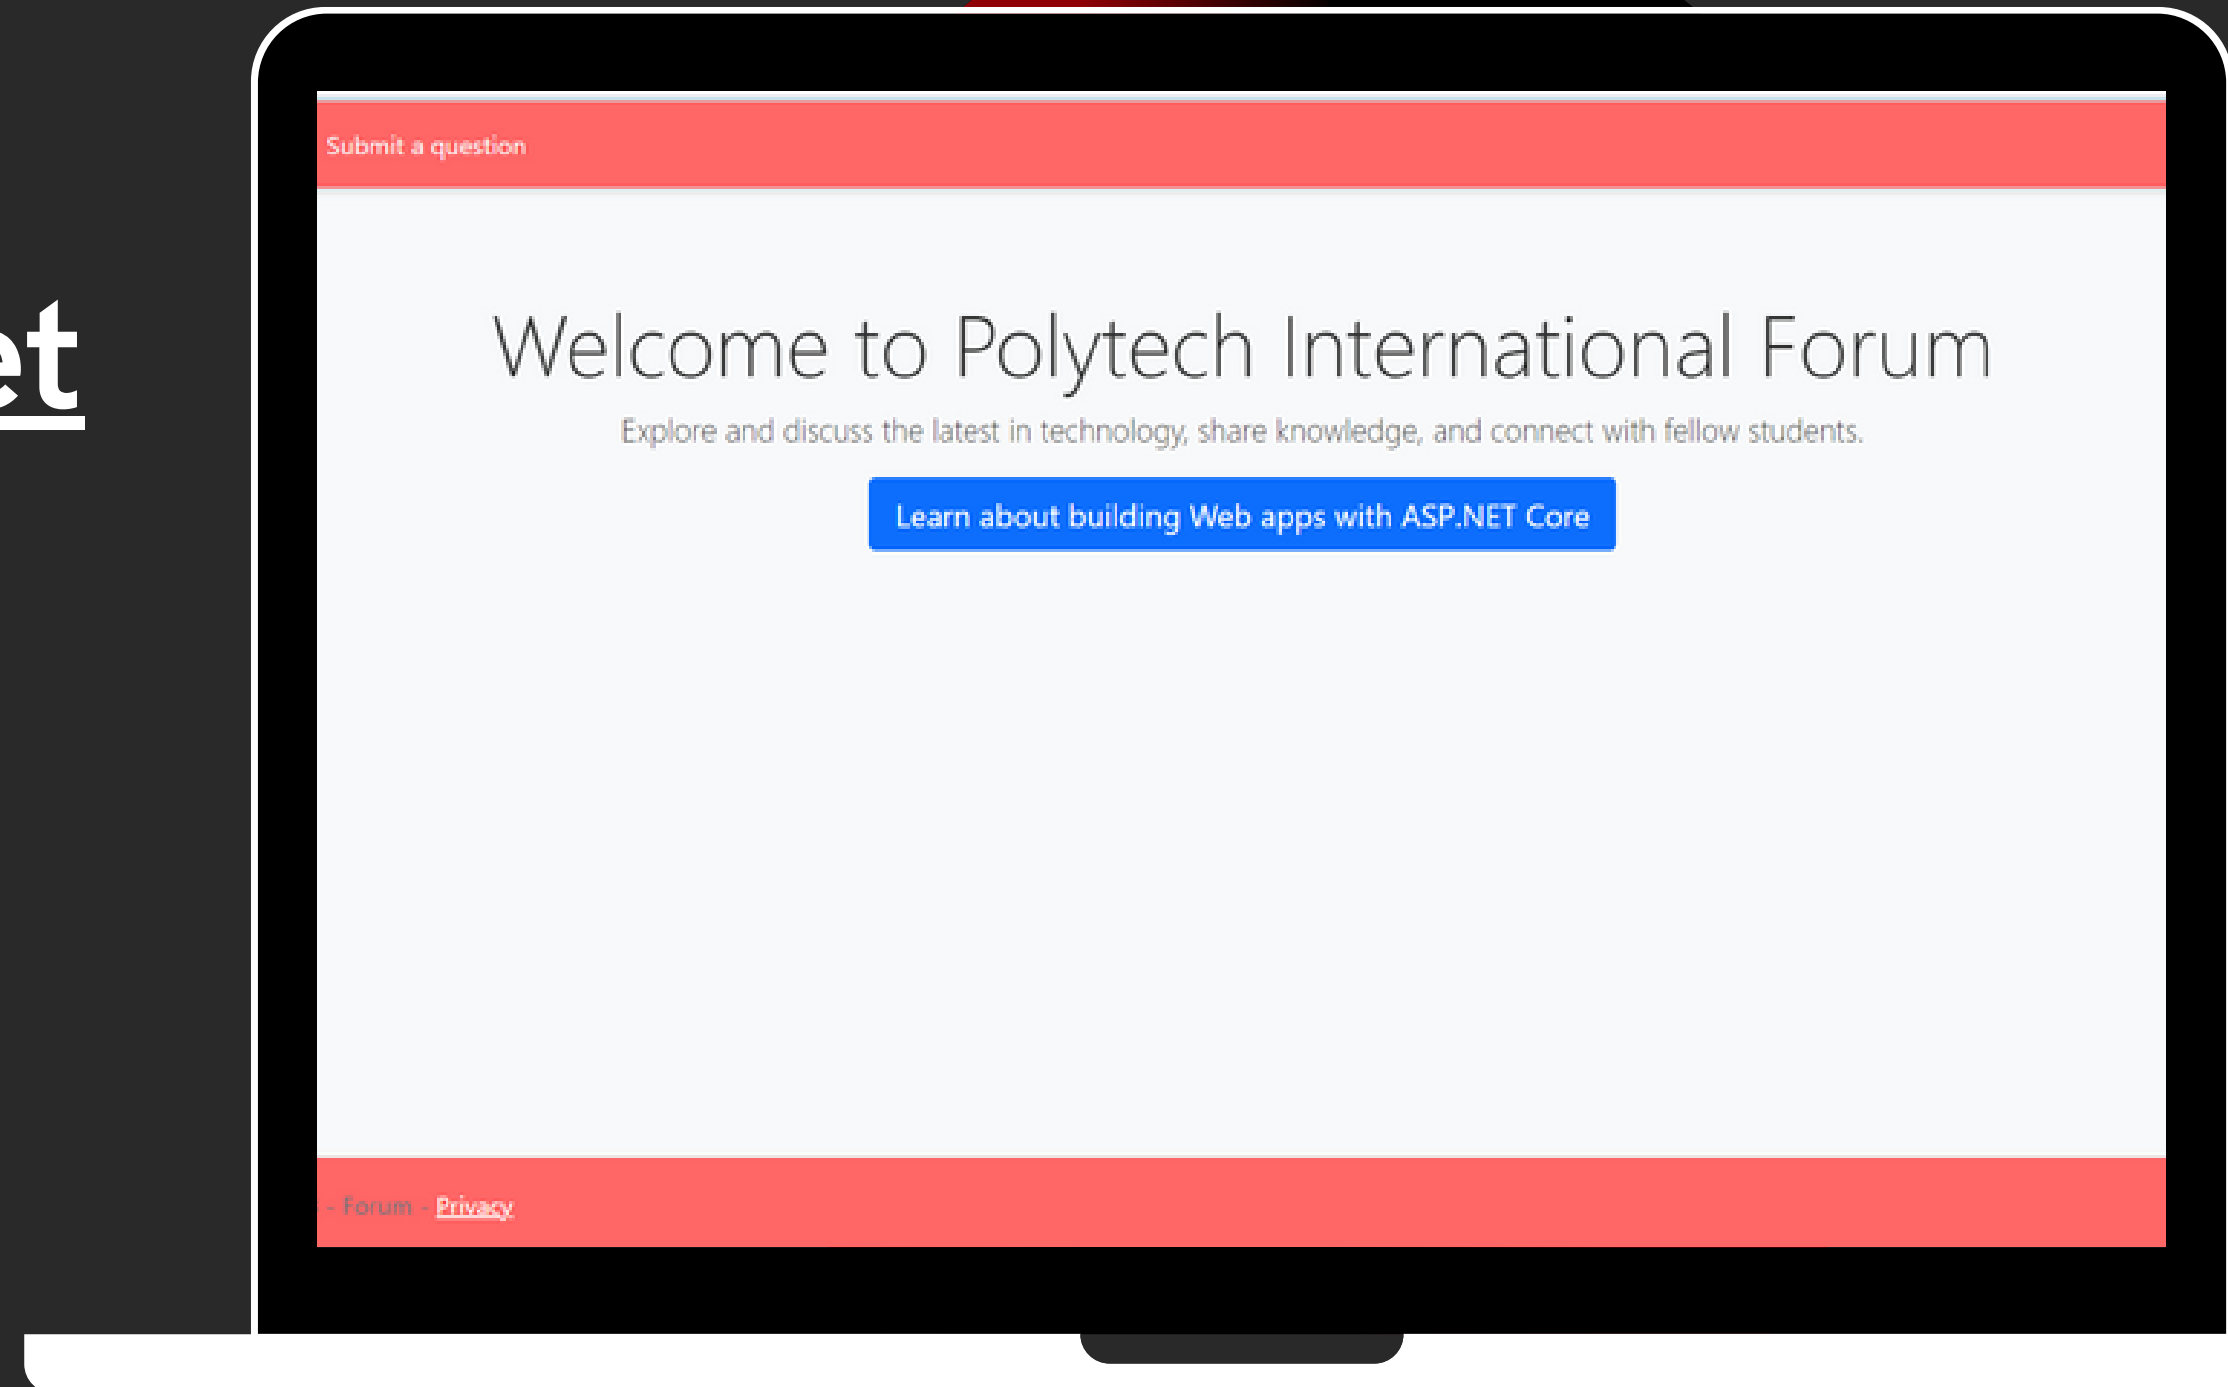 Submit a question
et
Welcome to Polytech International Forum
Explore and discuss the latest in technology, share knowledge, and connect with fellow students.
Learn about building Web apps with ASP.NET Core
- Forum - Privacy